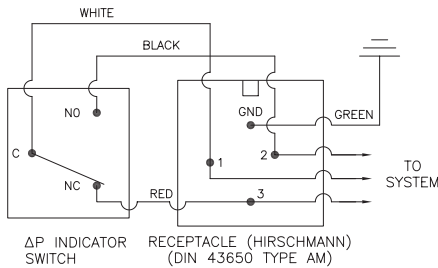 WHITE
BLACK
NO
GND
GREEN
C
1
2
TO
SYSTEM
NC
RED
3
ΔP INDICATOR
SWITCH
RECEPTACLE (HIRSCHMANN)
(DIN 43650 TYPE AM)